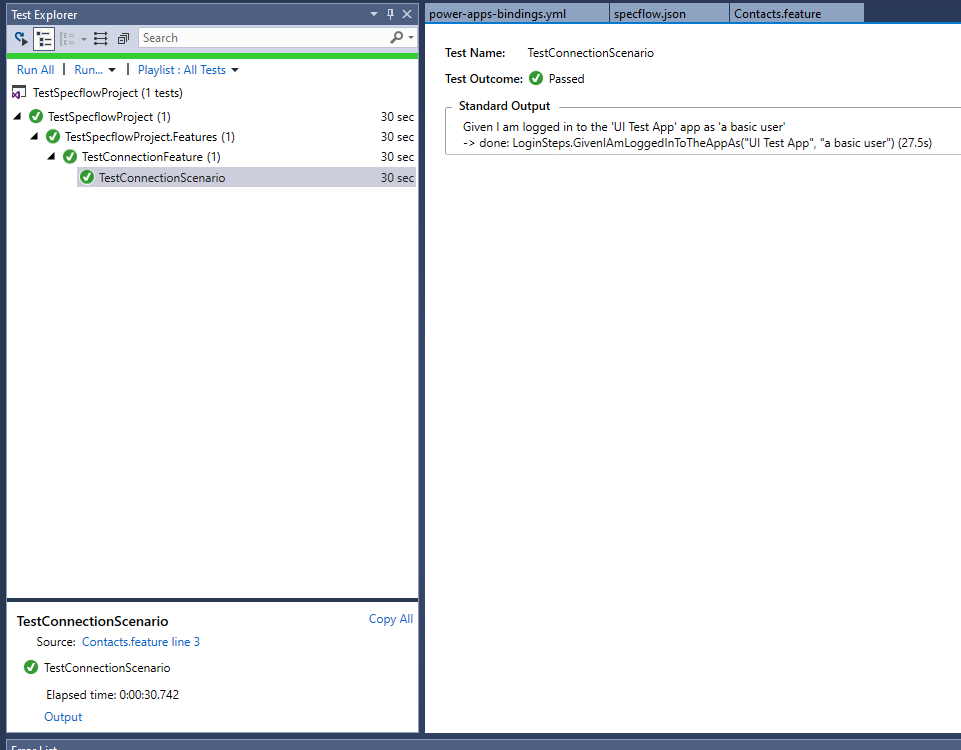 Test Explorer
Search
Run All | Run... | Playlist : All Tests
TestSpecflowProject (1 tests)
TestSpecflowProject (1) 30 sec
TestSpecflowProject.Features (1) 30 sec
TestConnectionFeature (1) 30 sec
TestConnectionScenario 30 sec
TestConnectionScenario Copy All
Source: Contacts.feature line 3
TestConnectionScenario
Elapsed time: 0:00:30.742
Output
Error List
power-apps-bindings.yml specflow.json Contacts.feature
Test Name: TestConnectionScenario
Test Outcome: Passed
Standard Output
Given I am logged in to the 'UI Test App' app as 'a basic user'
-> done: LoginSteps.GivenIAmLoggedInToTheAppAs("UI Test App", "a basic user") (27.5s)